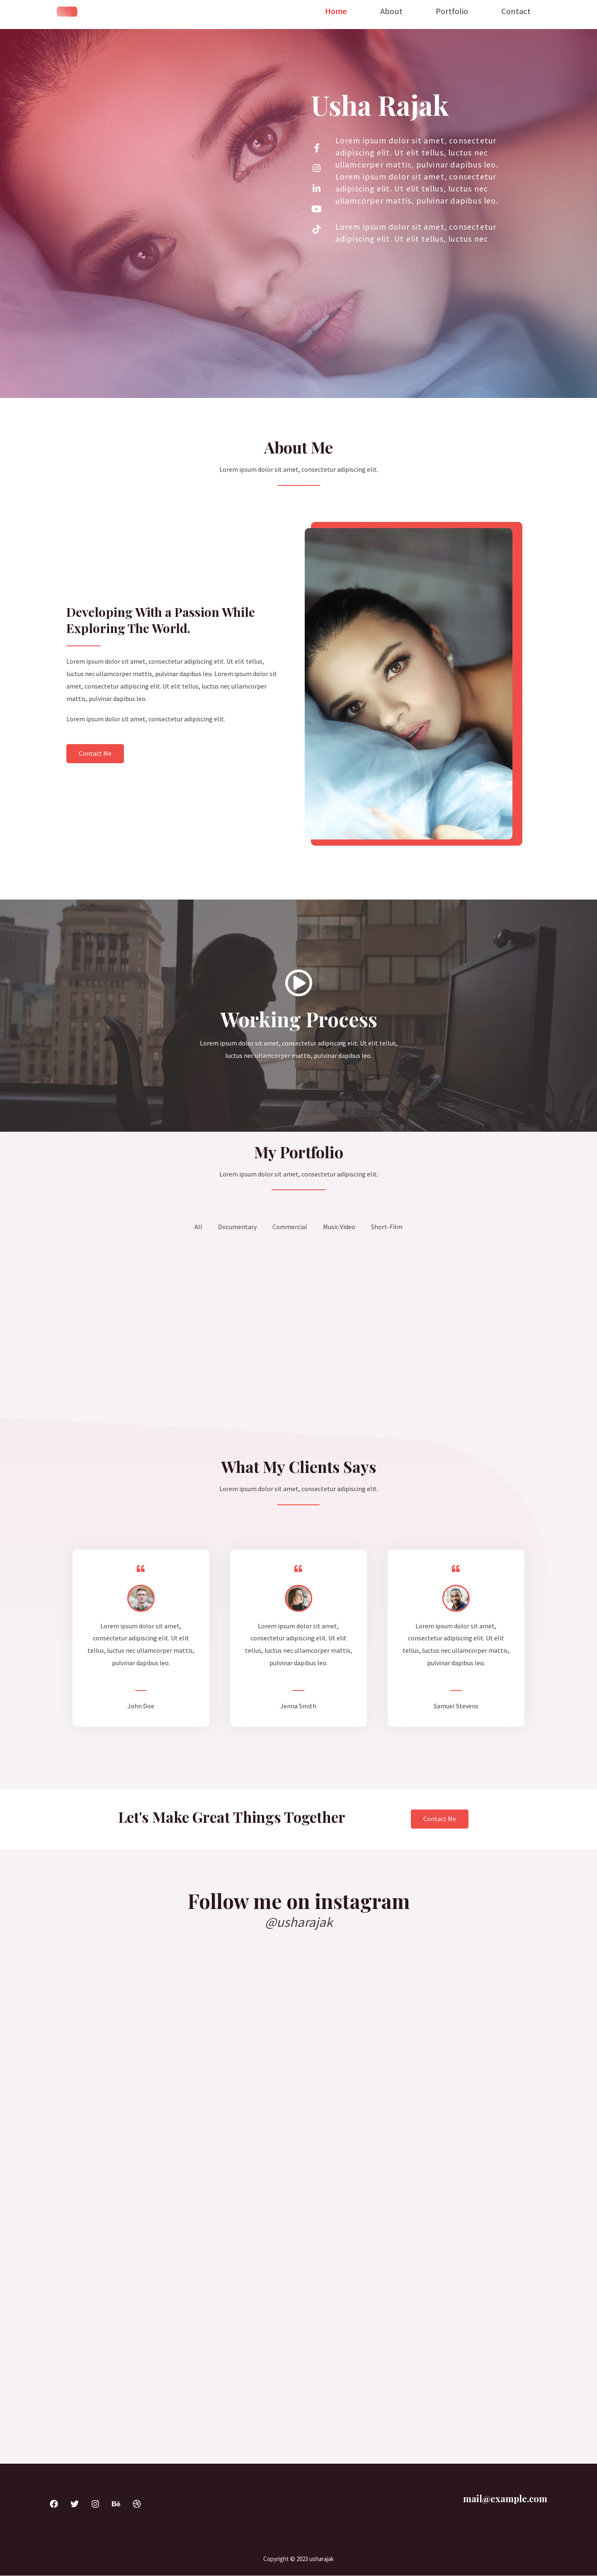 Home About Portfolio Contact
Usha Rajak
Lorem ipsum dolor sit amet, consectetur
adipiscing elit. Ut elit tellus, luctus nec
ullamcorper mattis, pulvinar dapibus leo.
Lorem ipsum dolor sit amet, consectetur
adipiscing elit. Ut elit tellus, luctus nec
ullamcorper mattis, pulvinar dapibus leo.
Lorem ipsum dolor sit amet, consectetur
adipiscing elit. Ut elit tellus, luctus nec
About Me
Lorem ipsum dolor sit amet, consectetur adipiscing elit.
Developing With a Passion While
Exploring The World.
Lorem ipsum dolor sit amet, consectetur adipiscing elit. Ut elit tellus,
luctus nec ullamcorper mattis, pulvinar dapibus leo. Lorem ipsum dolor sit
amet, consectetur adipiscing elit. Ut elit tellus, luctus nec ullamcorper
mattis, pulvinar dapibus leo.
Lorem ipsum dolor sit amet, consectetur adipiscing elit.
Contact Me
Working Process
Lorem ipsum dolor sit amet, consectetur adipiscing elit. Ut elit tellus,
luctus nec ullamcorper mattis, pulvinar dapibus leo.
My Portfolio
Lorem ipsum dolor sit amet, consectetur adipiscing elit.
All Documentary Commercial Music Video Short-Film
What My Clients Says
Lorem ipsum dolor sit amet, consectetur adipiscing elit.
Lorem ipsum dolor sit amet,
consectetur adipiscing elit. Ut elit
tellus, luctus nec ullamcorper mattis,
pulvinar dapibus leo.
John Doe
Lorem ipsum dolor sit amet,
consectetur adipiscing elit. Ut elit
tellus, luctus nec ullamcorper mattis,
pulvinar dapibus leo.
Jenna Smith
Lorem ipsum dolor sit amet,
consectetur adipiscing elit. Ut elit
tellus, luctus nec ullamcorper mattis,
pulvinar dapibus leo.
Samuel Stevens
Let's Make Great Things Together
Contact Me
Follow me on instagram
@usharajak
mail@example.com
Bē
Copyright © 2023 usharajak